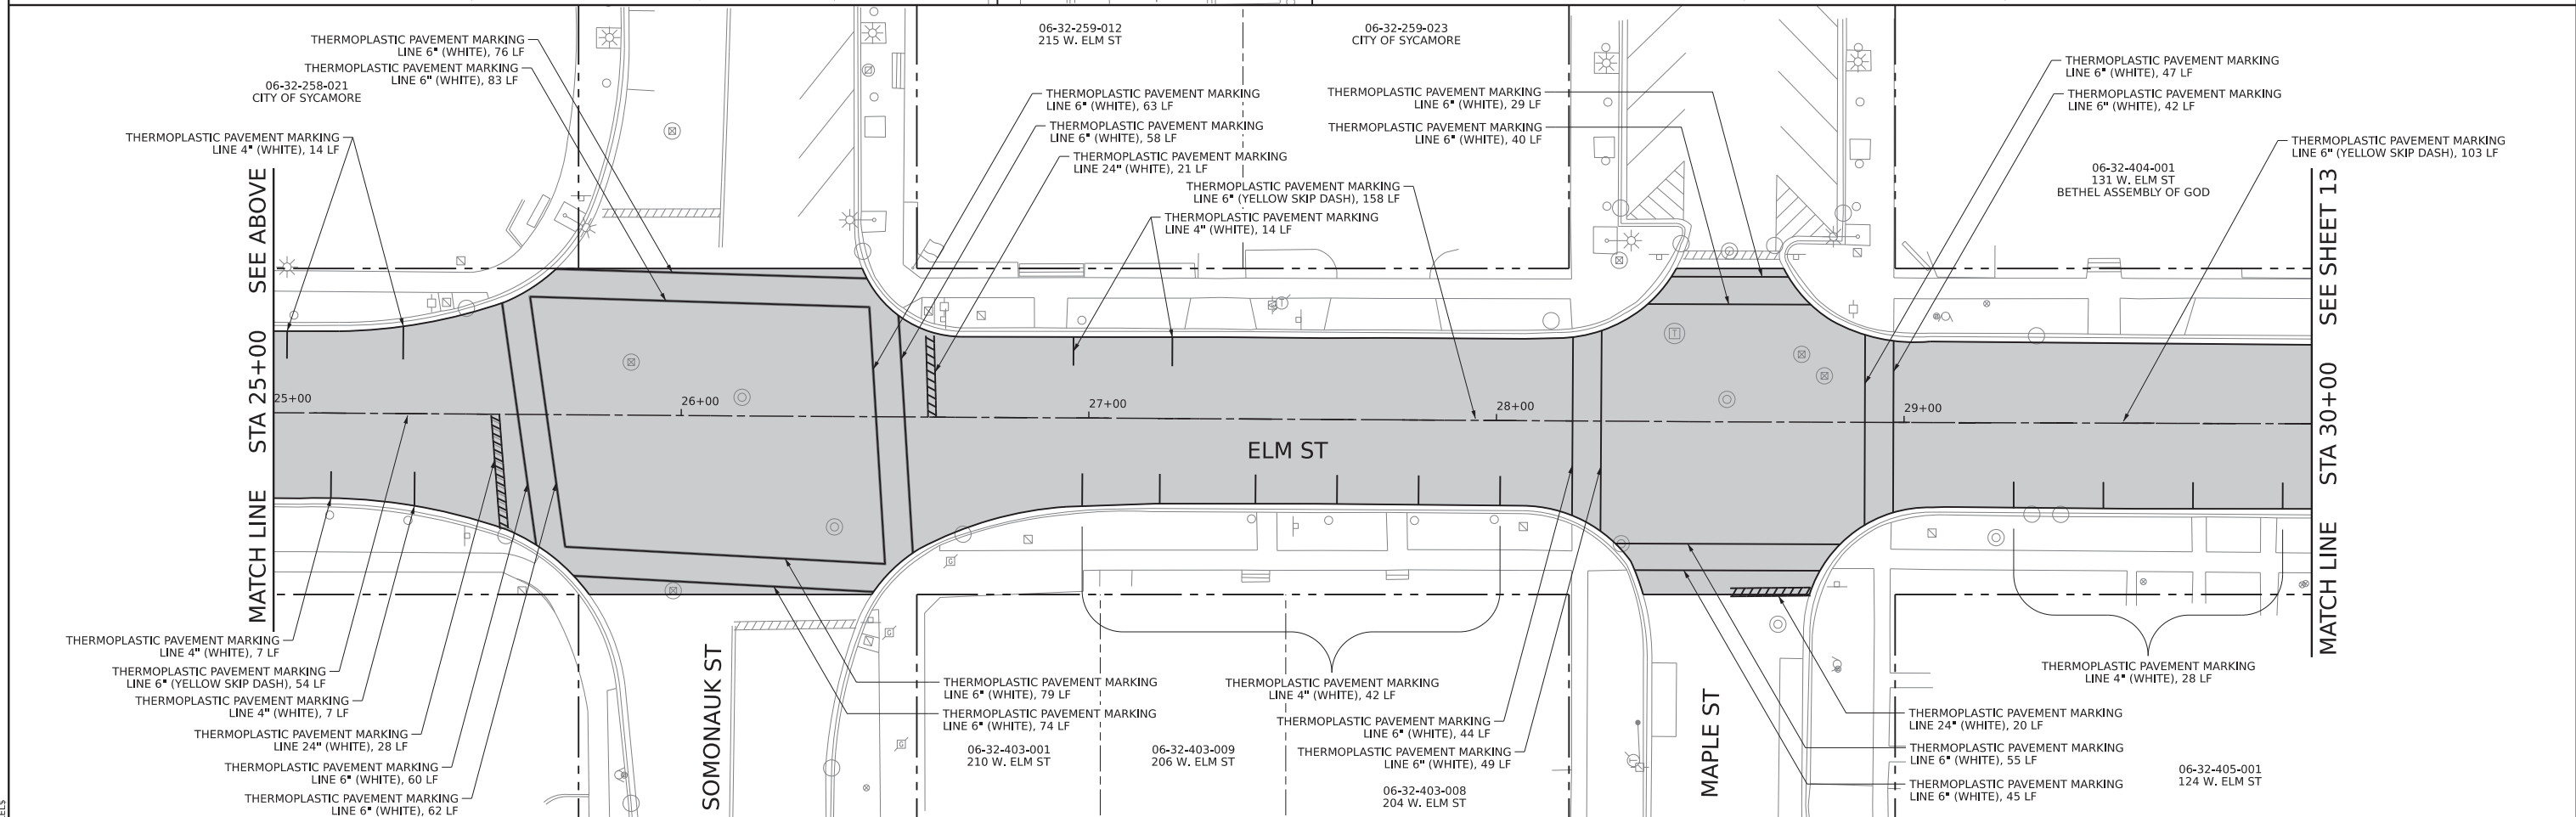 THERMOPLASTIC PAVEMENT MARKING
LINE 6" (WHITE), 76 LF
THERMOPLASTIC PAVEMENT MARKING
LINE 6" (WHITE), 83 LF
06-32-258-021
CITY OF SYCAMORE
THERMOPLASTIC PAVEMENT MARKING
LINE 4" (WHITE), 14 LF
06-32-259-012
215 W. ELM ST
06-32-259-023
CITY OF SYCAMORE
THERMOPLASTIC PAVEMENT MARKING
LINE 6" (WHITE), 63 LF
THERMOPLASTIC PAVEMENT MARKING
LINE 6" (WHITE), 58 LF
THERMOPLASTIC PAVEMENT MARKING
LINE 24" (WHITE), 21 LF
THERMOPLASTIC PAVEMENT MARKING
LINE 6" (YELLOW SKIP DASH), 158 LF
THERMOPLASTIC PAVEMENT MARKING
LINE 4" (WHITE), 14 LF
THERMOPLASTIC PAVEMENT MARKING
LINE 6" (WHITE), 29 LF
THERMOPLASTIC PAVEMENT MARKING
LINE 6" (WHITE), 40 LF
THERMOPLASTIC PAVEMENT MARKING
LINE 6" (WHITE), 47 LF
THERMOPLASTIC PAVEMENT MARKING
LINE 6" (WHITE), 42 LF
THERMOPLASTIC PAVEMENT MARKING
LINE 6" (YELLOW SKIP DASH), 103 LF
06-32-404-001
131 W. ELM ST
BETHEL ASSEMBLY OF GOD
MATCH LINE STA 25+00 SEE ABOVE
25+00
26+00
27+00
28+00
29+00
ELM ST
MATCH LINE STA 30+00 SEE SHEET 13
THERMOPLASTIC PAVEMENT MARKING
LINE 4" (WHITE), 7 LF
THERMOPLASTIC PAVEMENT MARKING
LINE 6" (YELLOW SKIP DASH), 54 LF
THERMOPLASTIC PAVEMENT MARKING
LINE 4" (WHITE), 7 LF
THERMOPLASTIC PAVEMENT MARKING
LINE 24" (WHITE), 28 LF
THERMOPLASTIC PAVEMENT MARKING
LINE 6" (WHITE), 60 LF
THERMOPLASTIC PAVEMENT MARKING
LINE 6" (WHITE), 62 LF
SOMONAUK ST
THERMOPLASTIC PAVEMENT MARKING
LINE 6" (WHITE), 79 LF
THERMOPLASTIC PAVEMENT MARKING
LINE 6" (WHITE), 74 LF
06-32-403-001
210 W. ELM ST
06-32-403-009
206 W. ELM ST
THERMOPLASTIC PAVEMENT MARKING
LINE 4" (WHITE), 42 LF
THERMOPLASTIC PAVEMENT MARKING
LINE 6" (WHITE), 44 LF
THERMOPLASTIC PAVEMENT MARKING
LINE 6" (WHITE), 49 LF
06-32-403-008
204 W. ELM ST
MAPLE ST
THERMOPLASTIC PAVEMENT MARKING
LINE 4" (WHITE), 28 LF
THERMOPLASTIC PAVEMENT MARKING
LINE 24" (WHITE), 20 LF
THERMOPLASTIC PAVEMENT MARKING
LINE 6" (WHITE), 55 LF
THERMOPLASTIC PAVEMENT MARKING
LINE 6" (WHITE), 45 LF
06-32-405-001
124 W. ELM ST